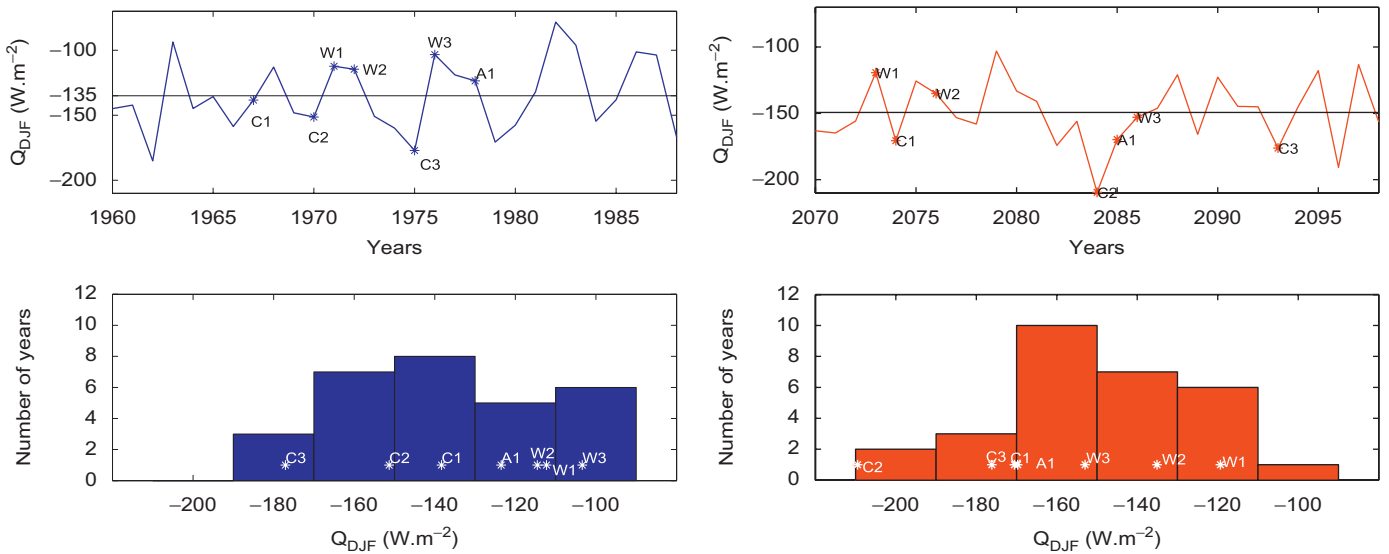 Q_DJF (W.m⁻²)
−100
−135
−150
−200
W1
W2
W3
A1
C1
C2
C3
1960 1965 1970 1975 1980 1985
Years
Q_DJF (W.m⁻²)
−100
−150
−200
W1
W2
C1
A1
W3
C2
C3
2070 2075 2080 2085 2090 2095
Years
Number of years
12
10
8
6
4
2
0
C3
C2
C1
A1
W2
W1
W3
−200 −180 −160 −140 −120 −100
Q_DJF (W.m⁻²)
Number of years
12
10
8
6
4
2
0
C2
C3
C1
A1
W3
W2
W1
−200 −180 −160 −140 −120 −100
Q_DJF (W.m⁻²)